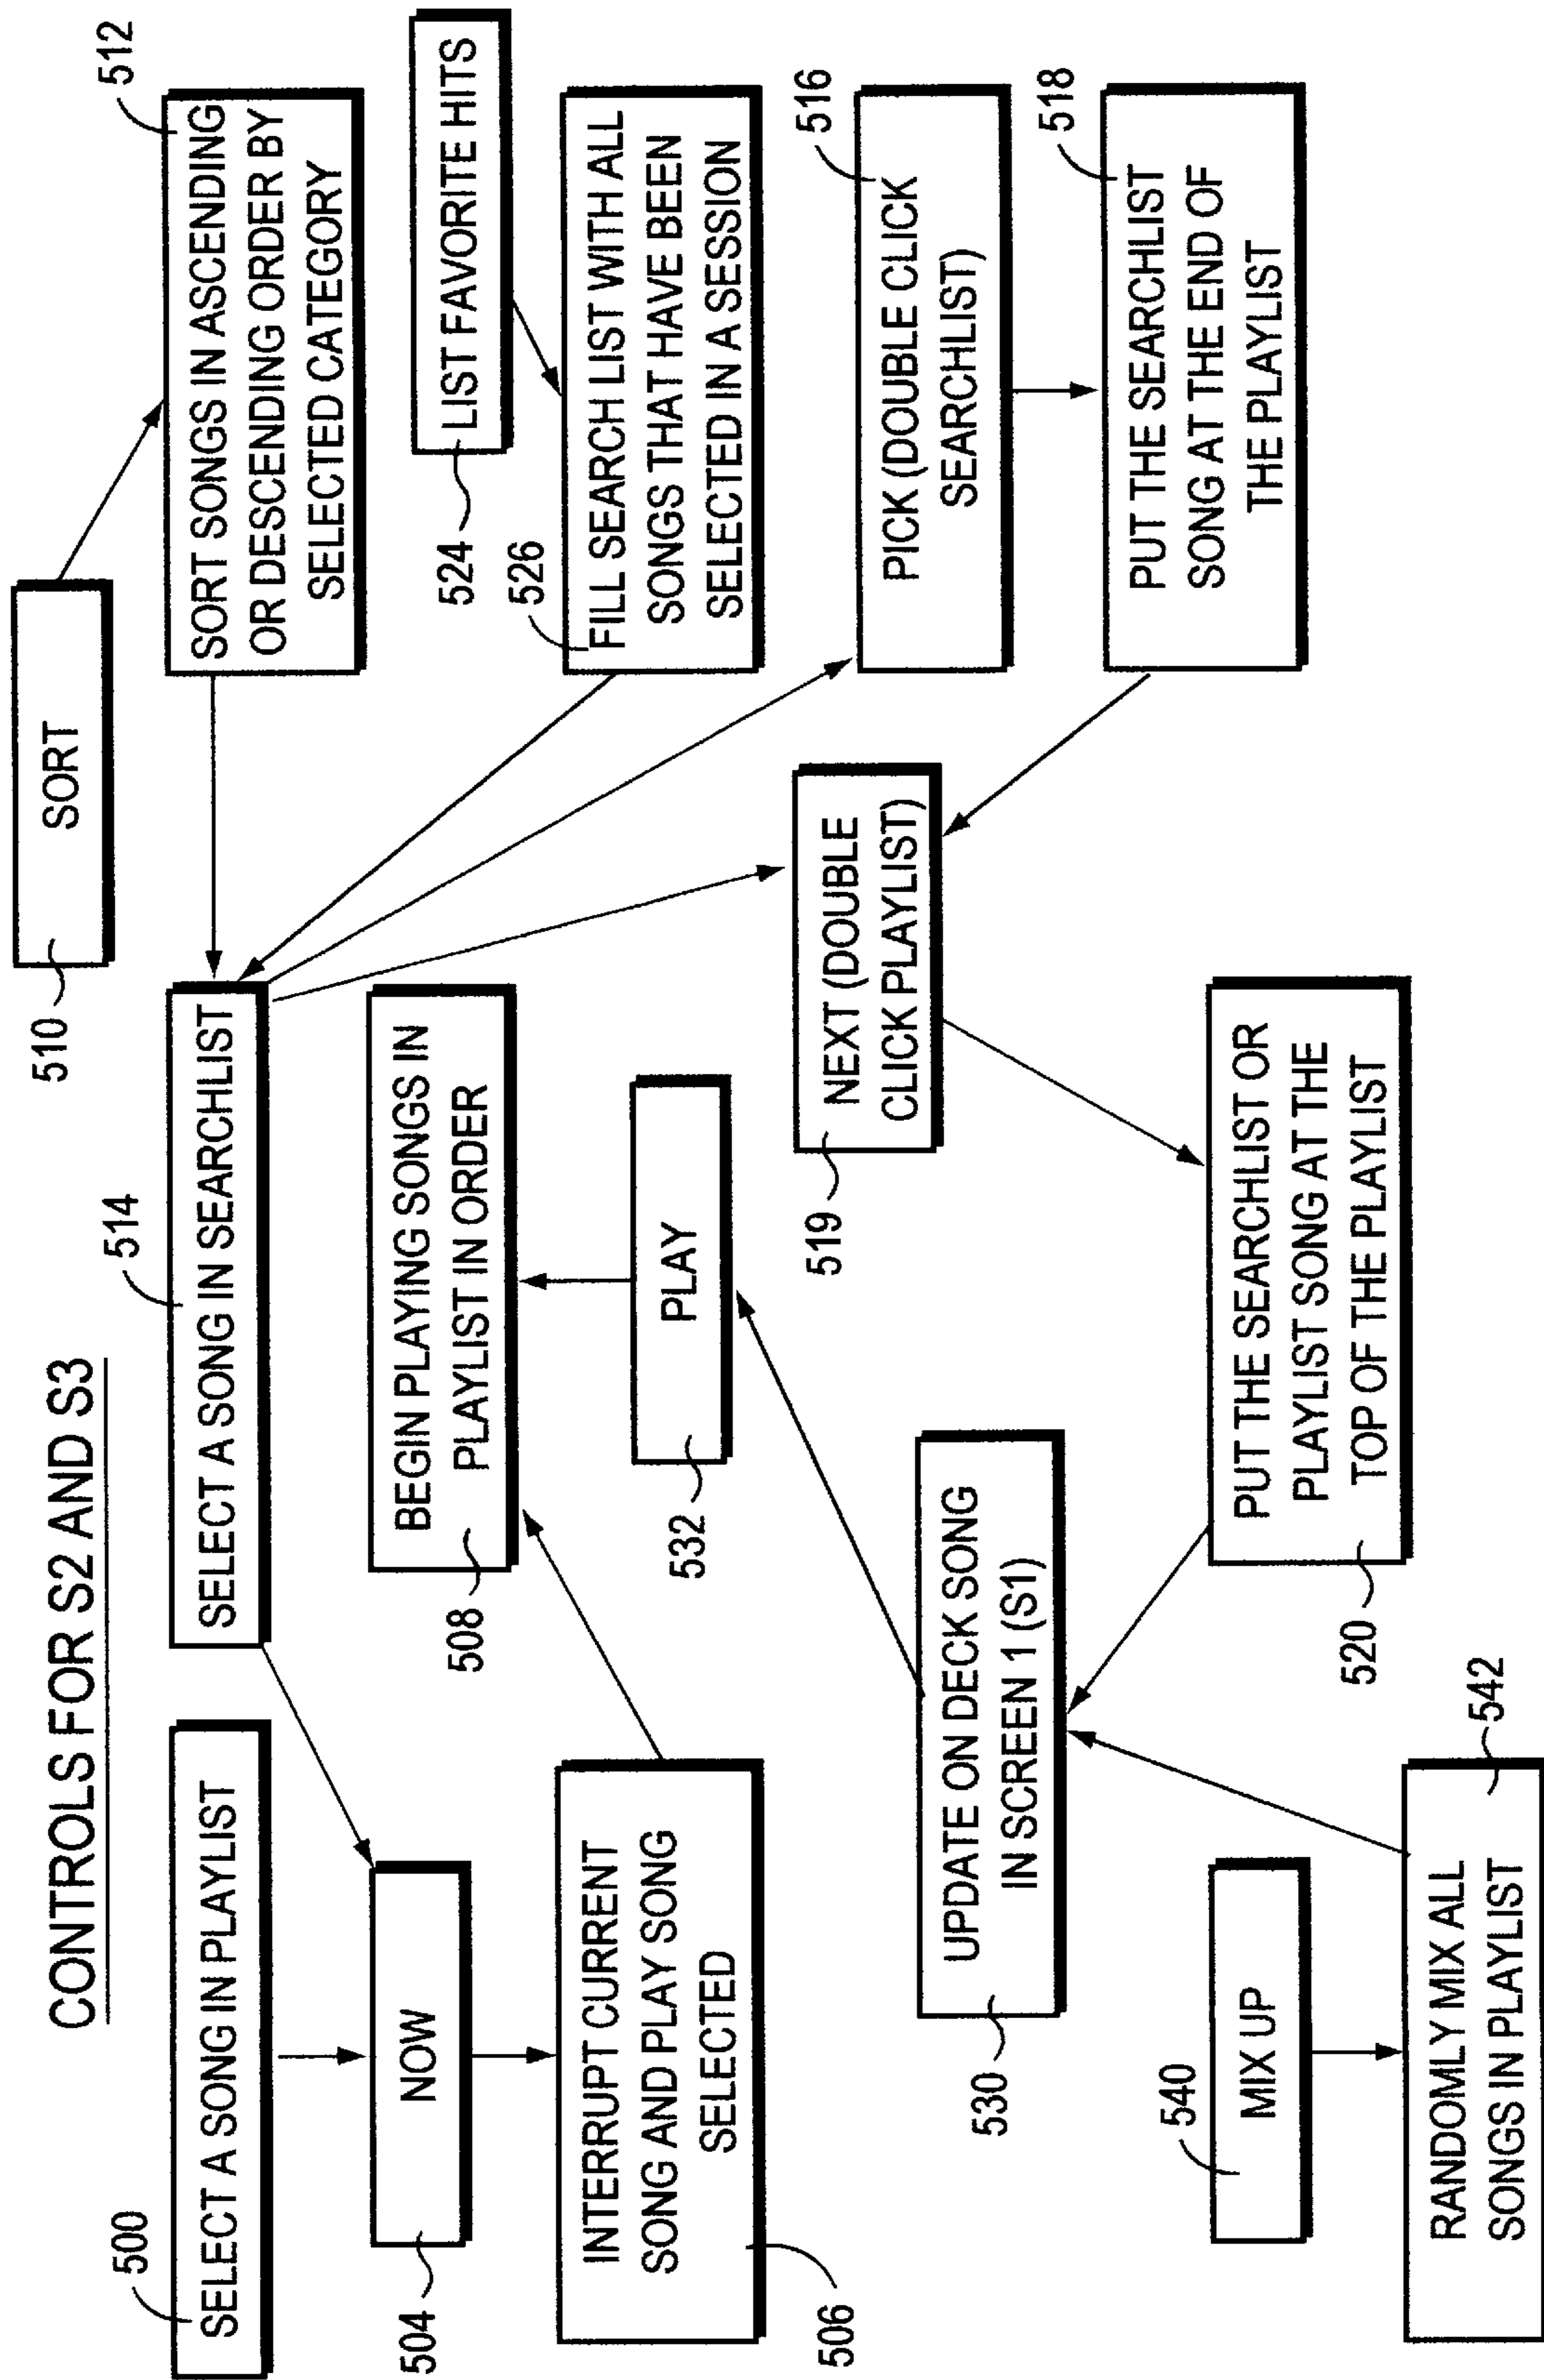 CONTROLS FOR S2 AND S3
500
SELECT A SONG IN PLAYLIST
504
NOW
506
INTERRUPT CURRENT
SONG AND PLAY SONG
SELECTED
514
SELECT A SONG IN SEARCHLIST
508
BEGIN PLAYING SONGS IN
PLAYLIST IN ORDER
532
PLAY
510
SORT
512
SORT SONGS IN ASCENDING
OR DESCENDING ORDER BY
SELECTED CATEGORY
524
LIST FAVORITE HITS
526
FILL SEARCH LIST WITH ALL
SONGS THAT HAVE BEEN
SELECTED IN A SESSION
516
PICK (DOUBLE CLICK
SEARCHLIST)
518
PUT THE SEARCHLIST
SONG AT THE END OF
THE PLAYLIST
519
NEXT (DOUBLE
CLICK PLAYLIST)
520
PUT THE SEARCHLIST OR
PLAYLIST SONG AT THE
TOP OF THE PLAYLIST
530
UPDATE ON DECK SONG
IN SCREEN 1 (S1)
540
MIX UP
542
RANDOMLY MIX ALL
SONGS IN PLAYLIST